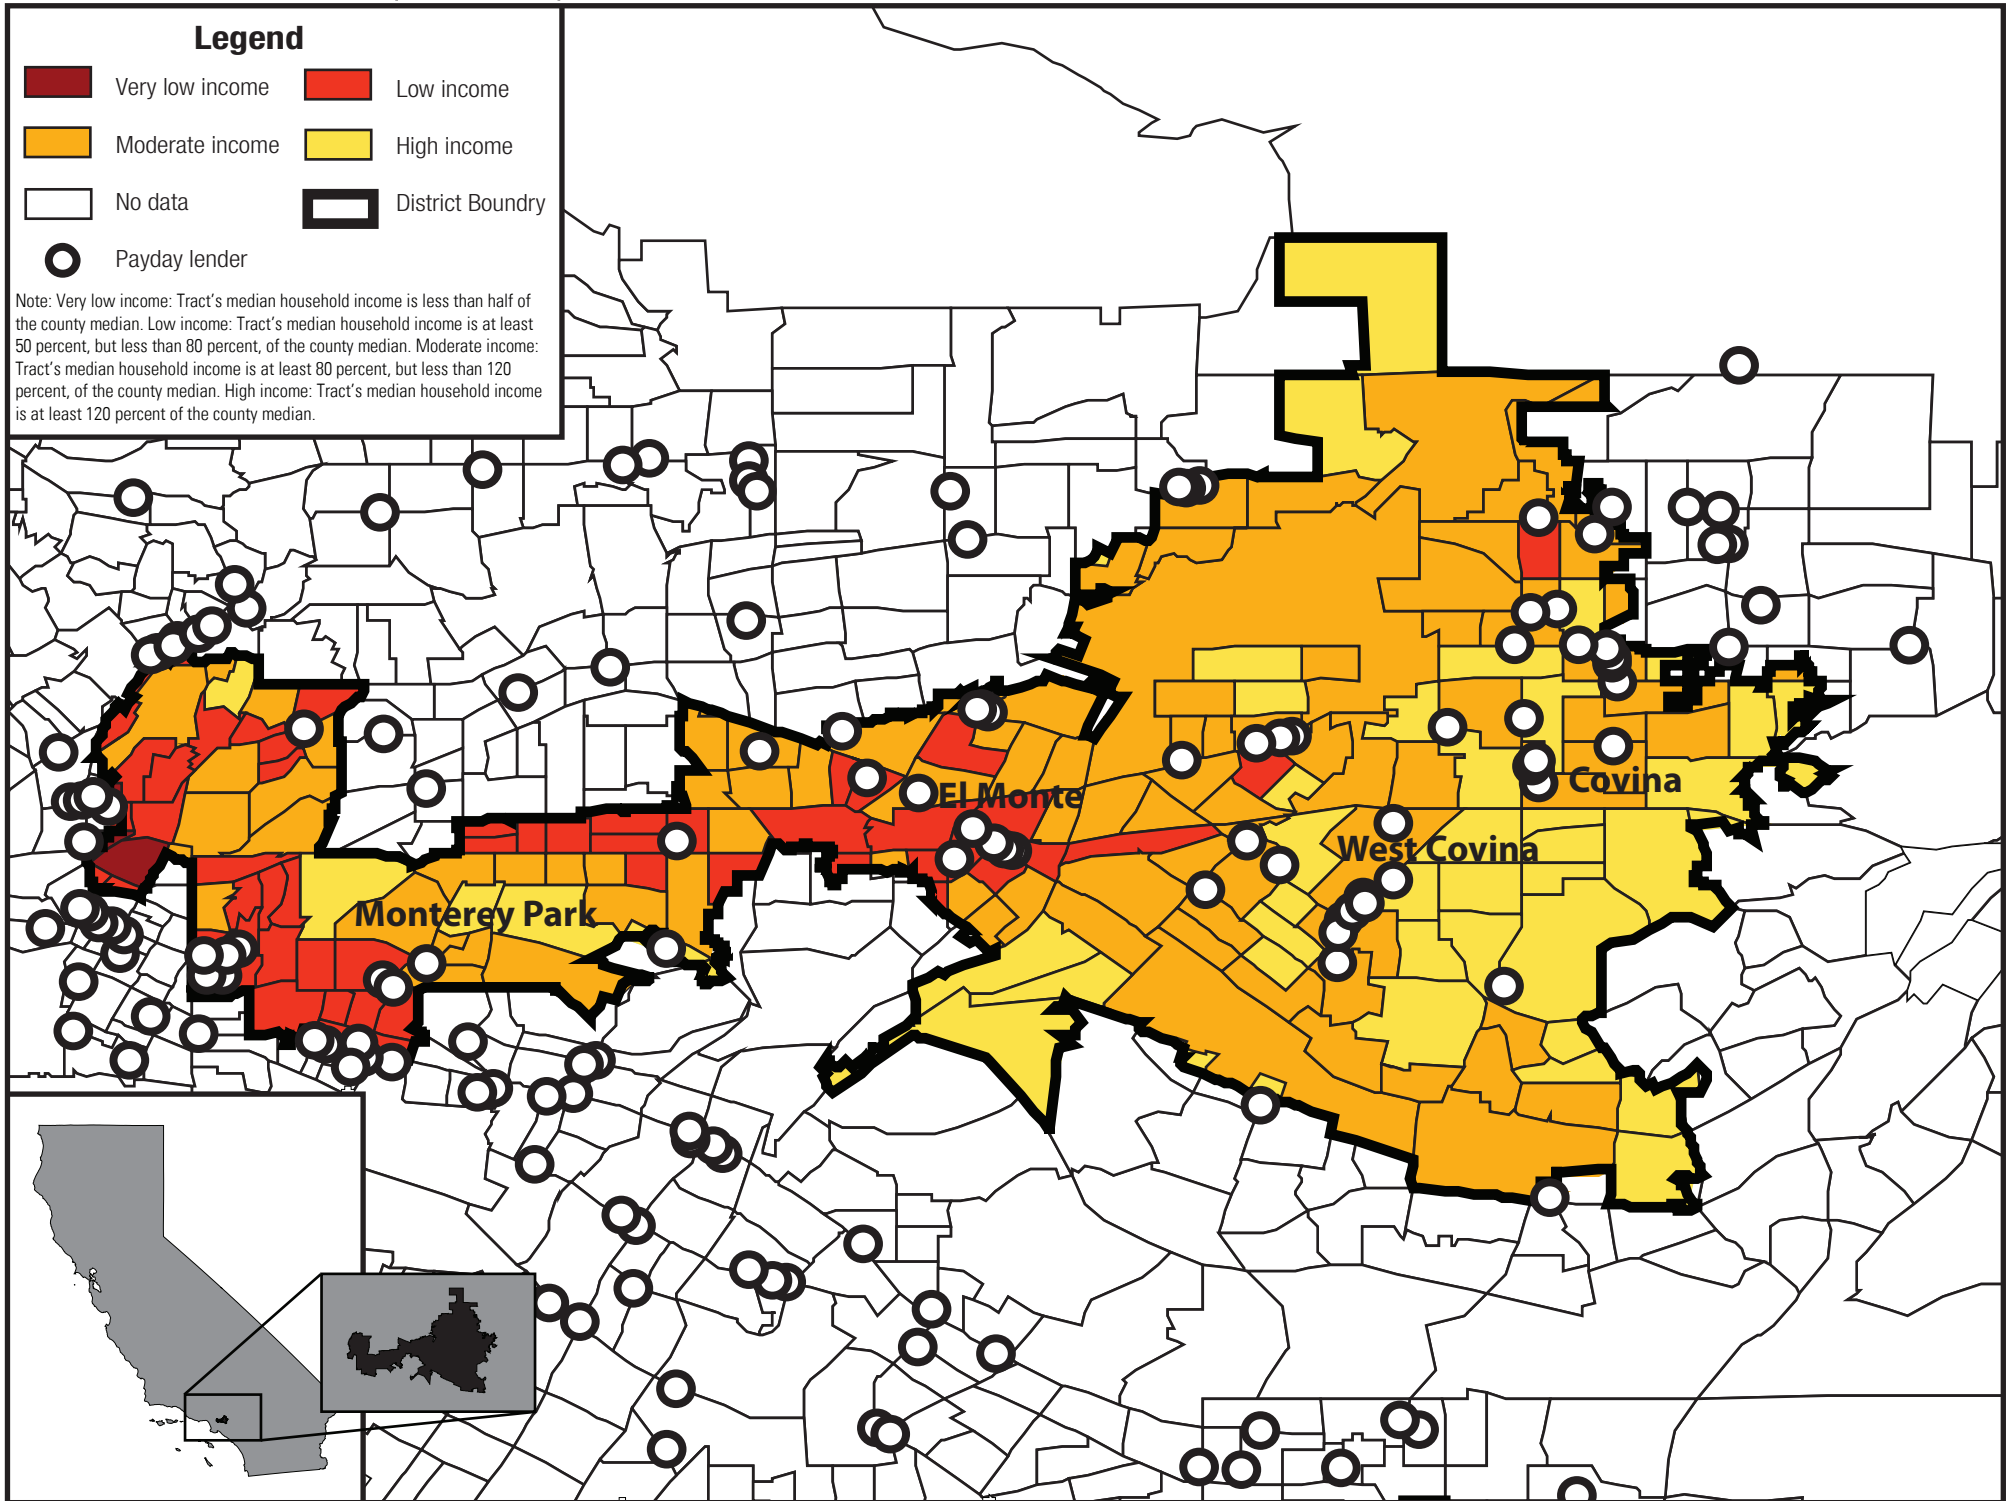 Legend
Very low income
Low income
Moderate income
High income
No data
District Boundry
Payday lender
Note: Very low income: Tract's median household income is less than half of
the county median. Low income: Tract's median household income is at least
50 percent, but less than 80 percent, of the county median. Moderate income:
Tract's median household income is at least 80 percent, but less than 120
percent, of the county median. High income: Tract's median household income
is at least 120 percent of the county median.
El Monte
Covina
West Covina
Monterey Park